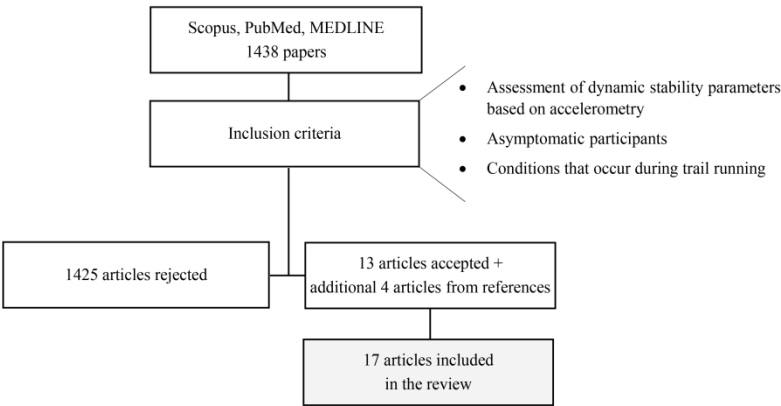 Scopus, PubMed, MEDLINE
1438 papers
Inclusion criteria
• Assessment of dynamic stability parameters
based on accelerometry
• Asymptomatic participants
• Conditions that occur during trail running
1425 articles rejected
13 articles accepted +
additional 4 articles from references
17 articles included
in the review